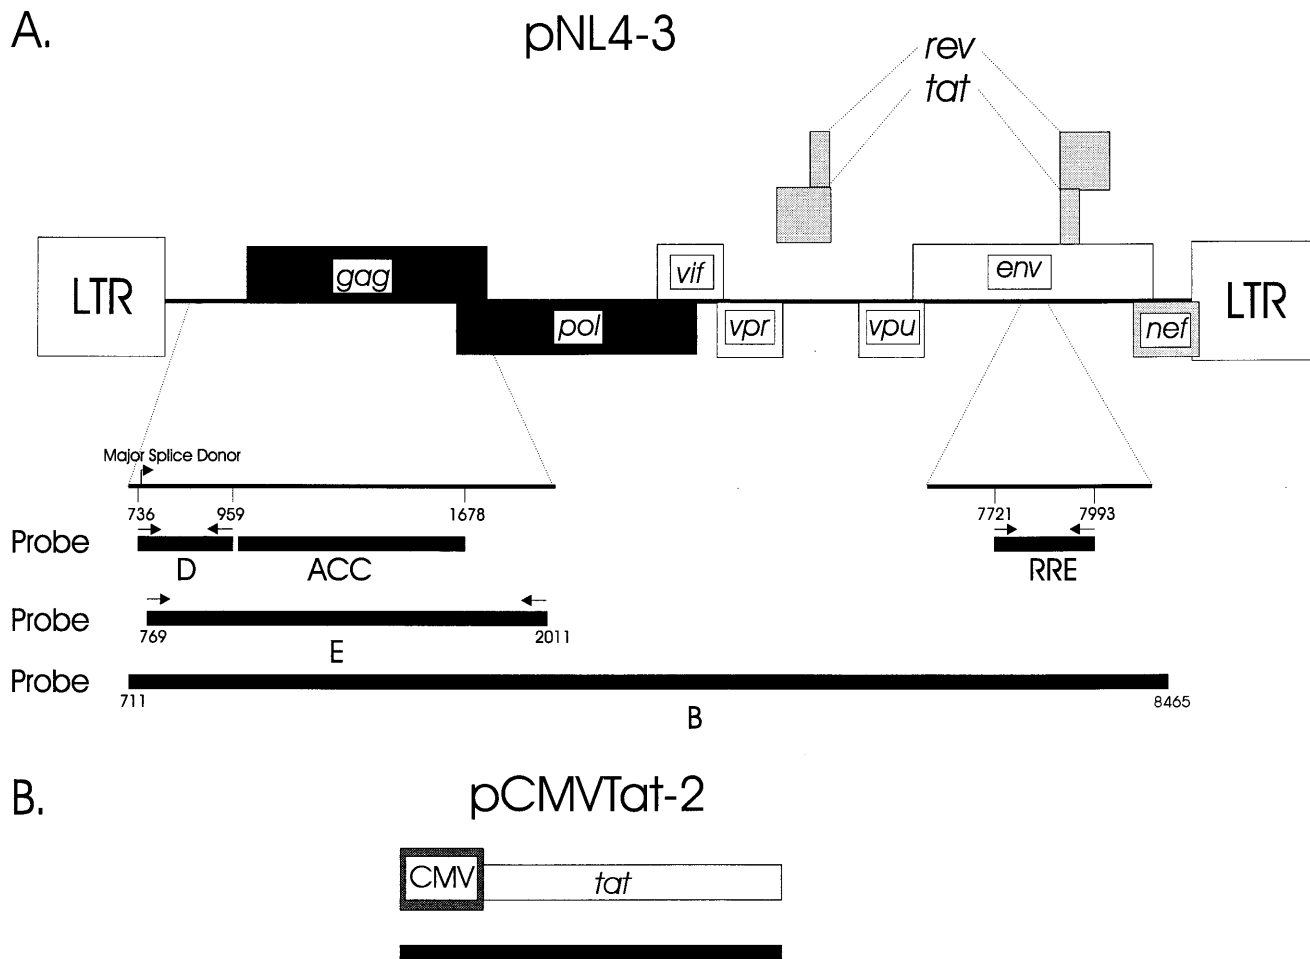 A.
pNL4-3
rev
tat
LTR
gag
pol
vif
vpr
vpu
env
nef
LTR
Major Splice Donor
736 959 1678
7721 7993
Probe
D ACC
RRE
Probe
769 2011
E
Probe
711 8465
B
B.
pCMVTat-2
CMV tat